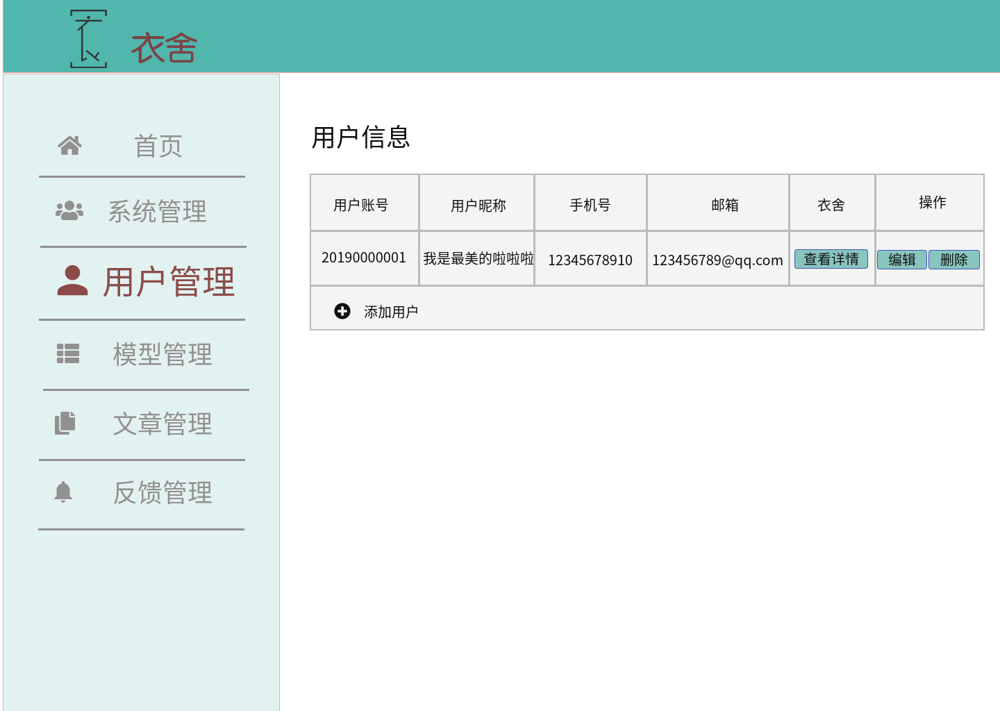 衣舍
首页
系统管理
用户管理
模型管理
文章管理
反馈管理
用户信息
用户账号 用户昵称 手机号 邮箱 衣舍 操作
20190000001 我是最美的啦啦啦 12345678910 123456789@qq.com 查看详情 编辑 删除
添加用户